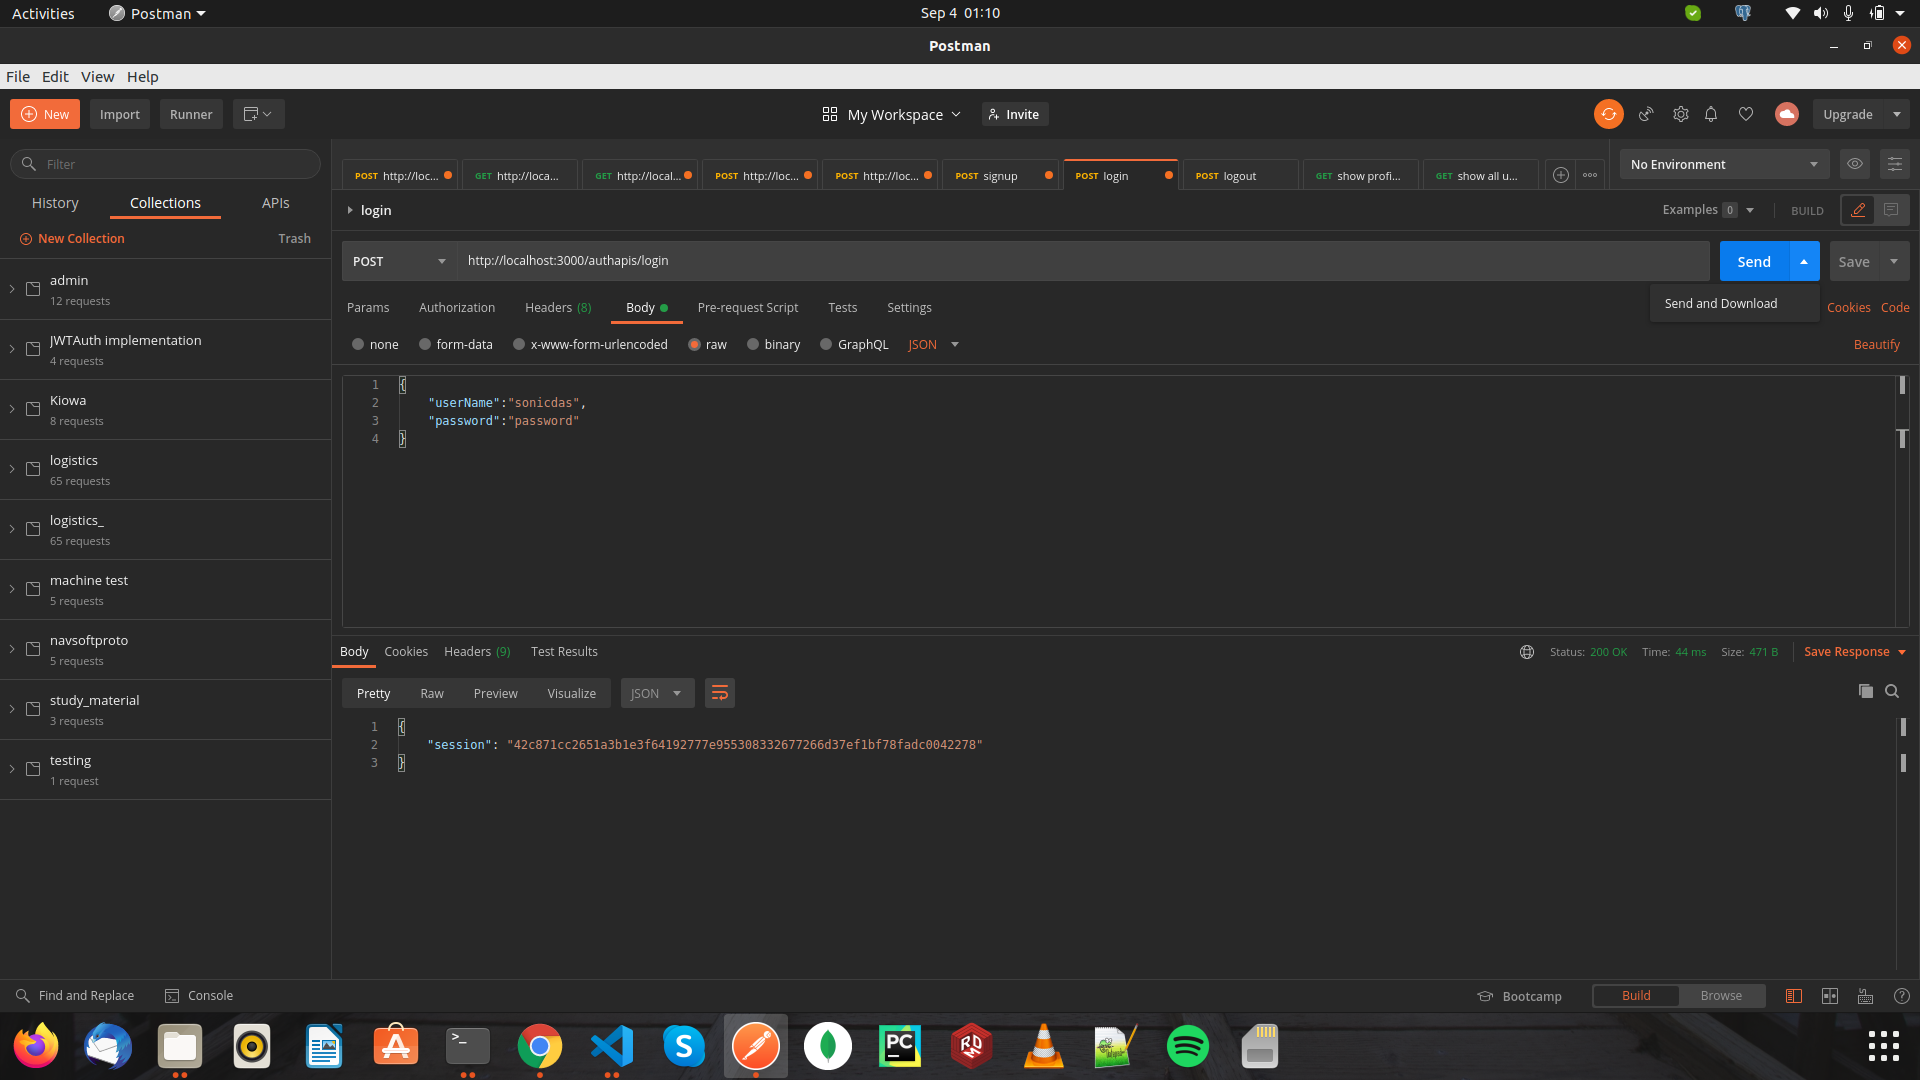 Activities Postman Sep 4 01:10
Postman
File Edit View Help
New Import Runner My Workspace Invite Upgrade
Filter
History Collections APIs
New Collection Trash
admin
12 requests
JWTAuth implementation
4 requests
Kiowa
8 requests
logistics
65 requests
logistics_
65 requests
machine test
5 requests
navsoftproto
5 requests
study_material
3 requests
testing
1 request
POST http://loc... GET http://loca... GET http://local... POST http://loc... POST http://loc... POST signup POST login POST logout GET show profi... GET show all u... No Environment
login Examples 0 BUILD
POST http://localhost:3000/authapis/login Send Save
Send and Download
Params Authorization Headers (8) Body Pre-request Script Tests Settings Cookies Code
none form-data x-www-form-urlencoded raw binary GraphQL JSON Beautify
1 {
2 "userName":"sonicdas",
3 "password":"password"
4 }
Body Cookies Headers (9) Test Results Status: 200 OK Time: 44 ms Size: 471 B Save Response
Pretty Raw Preview Visualize JSON
1 {
2 "session": "42c871cc2651a3b1e3f64192777e955308332677266d37ef1bf78fadc0042278"
3 }
Find and Replace Console Bootcamp Build Browse
>_ S PC RDM